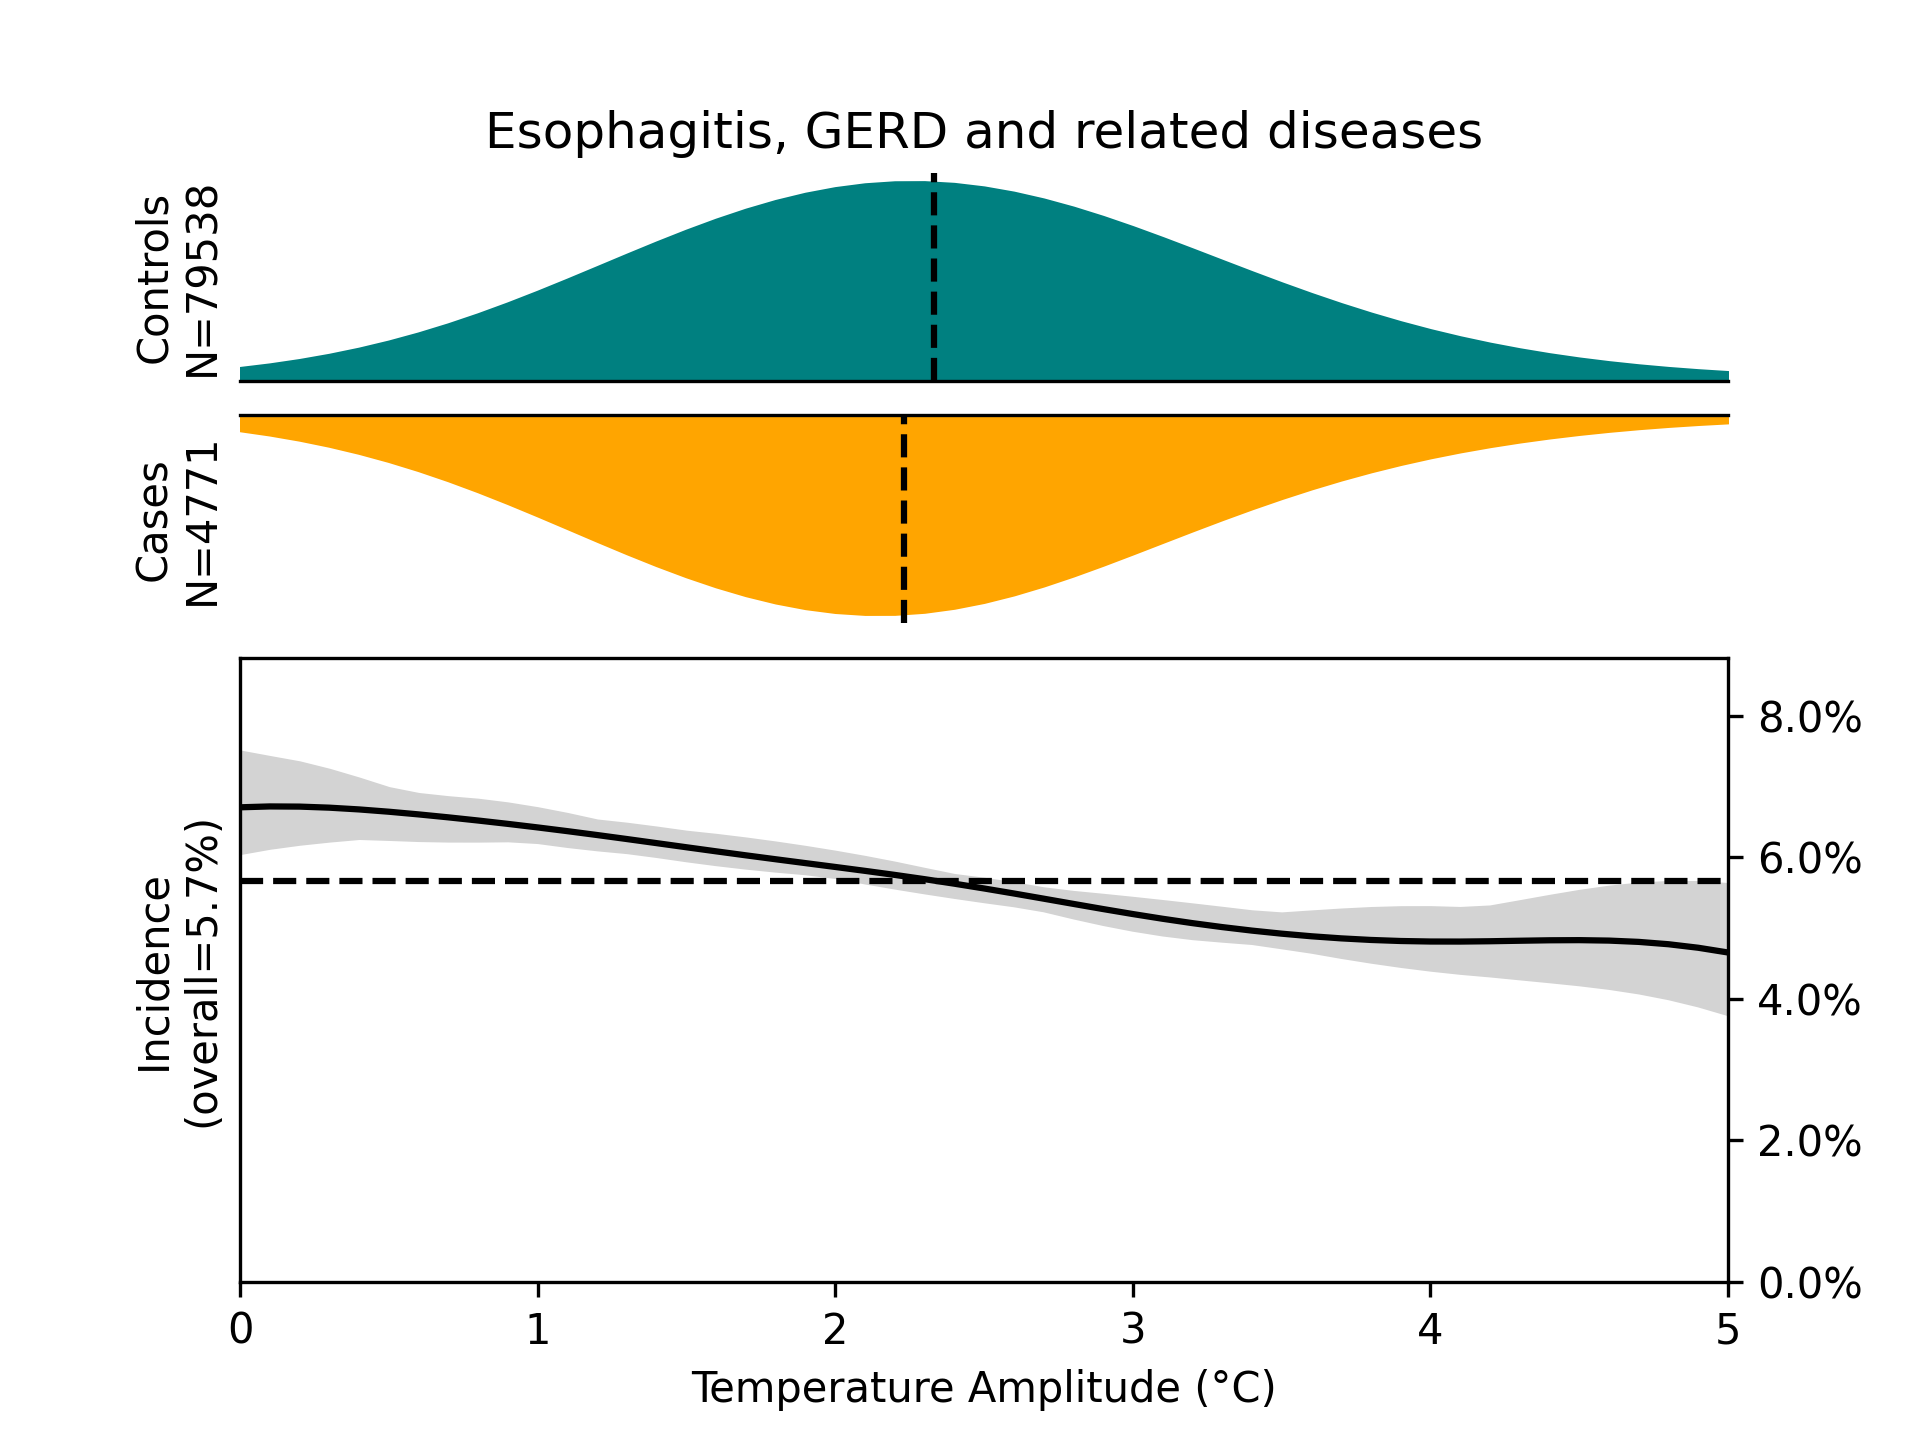 Esophagitis, GERD and related diseases
Controls
N=79538
Cases
N=4771
Incidence
(overall=5.7%)
8.0%
6.0%
4.0%
2.0%
0.0%
0
1
2
3
4
5
Temperature Amplitude (°C)